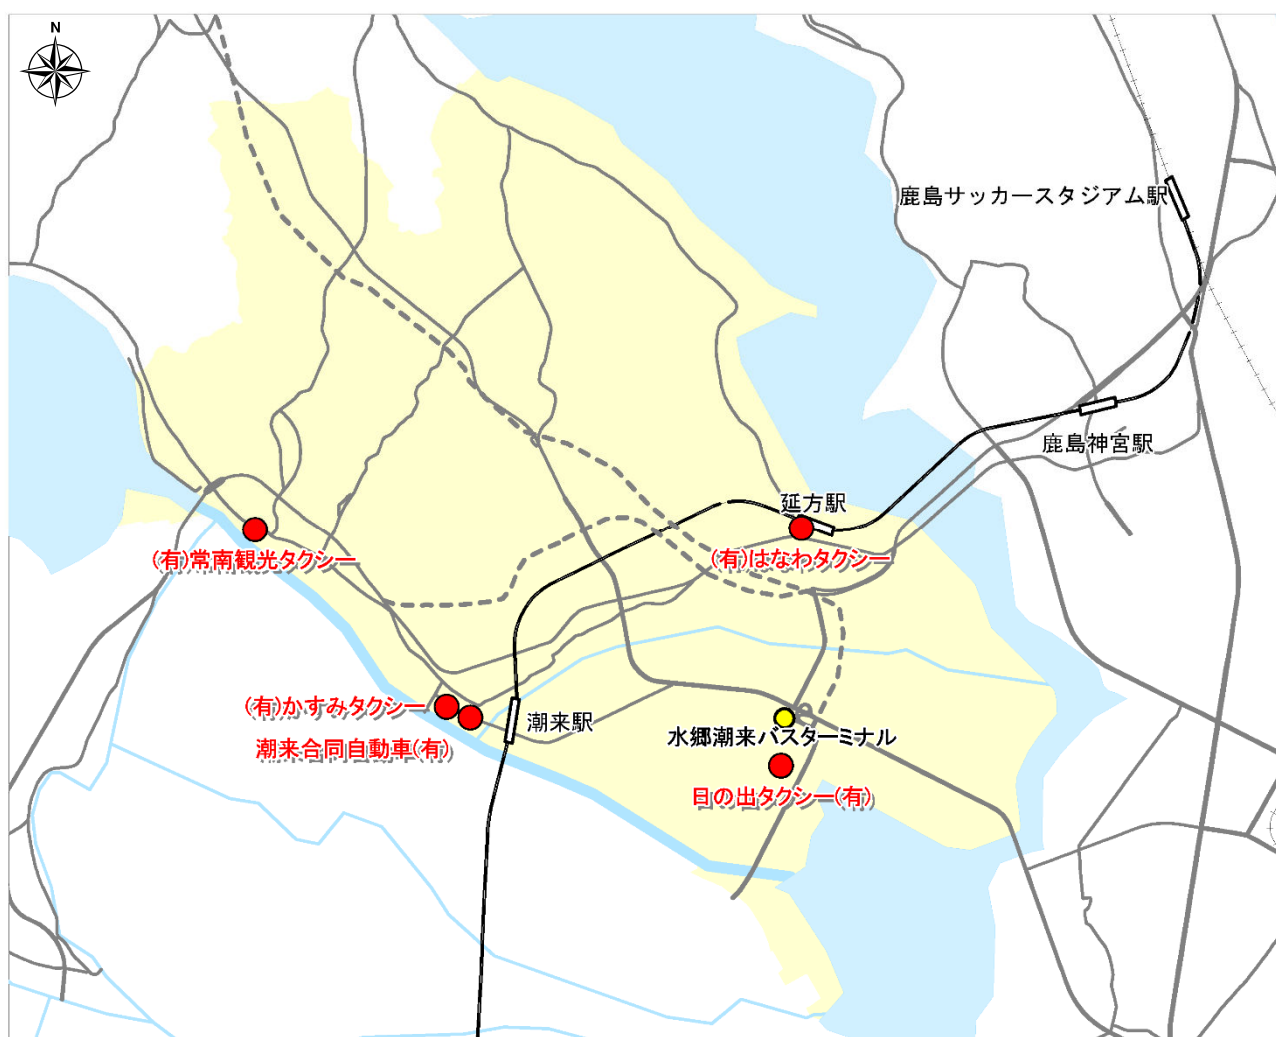 N
鹿島サッカースタジアム駅
鹿島神宮駅
延方駅
(有)常南観光タクシー
(有)はなわタクシー
(有)かすみタクシー
潮来駅
水郷潮来バスターミナル
潮来合同自動車(有)
日の出タクシー(有)